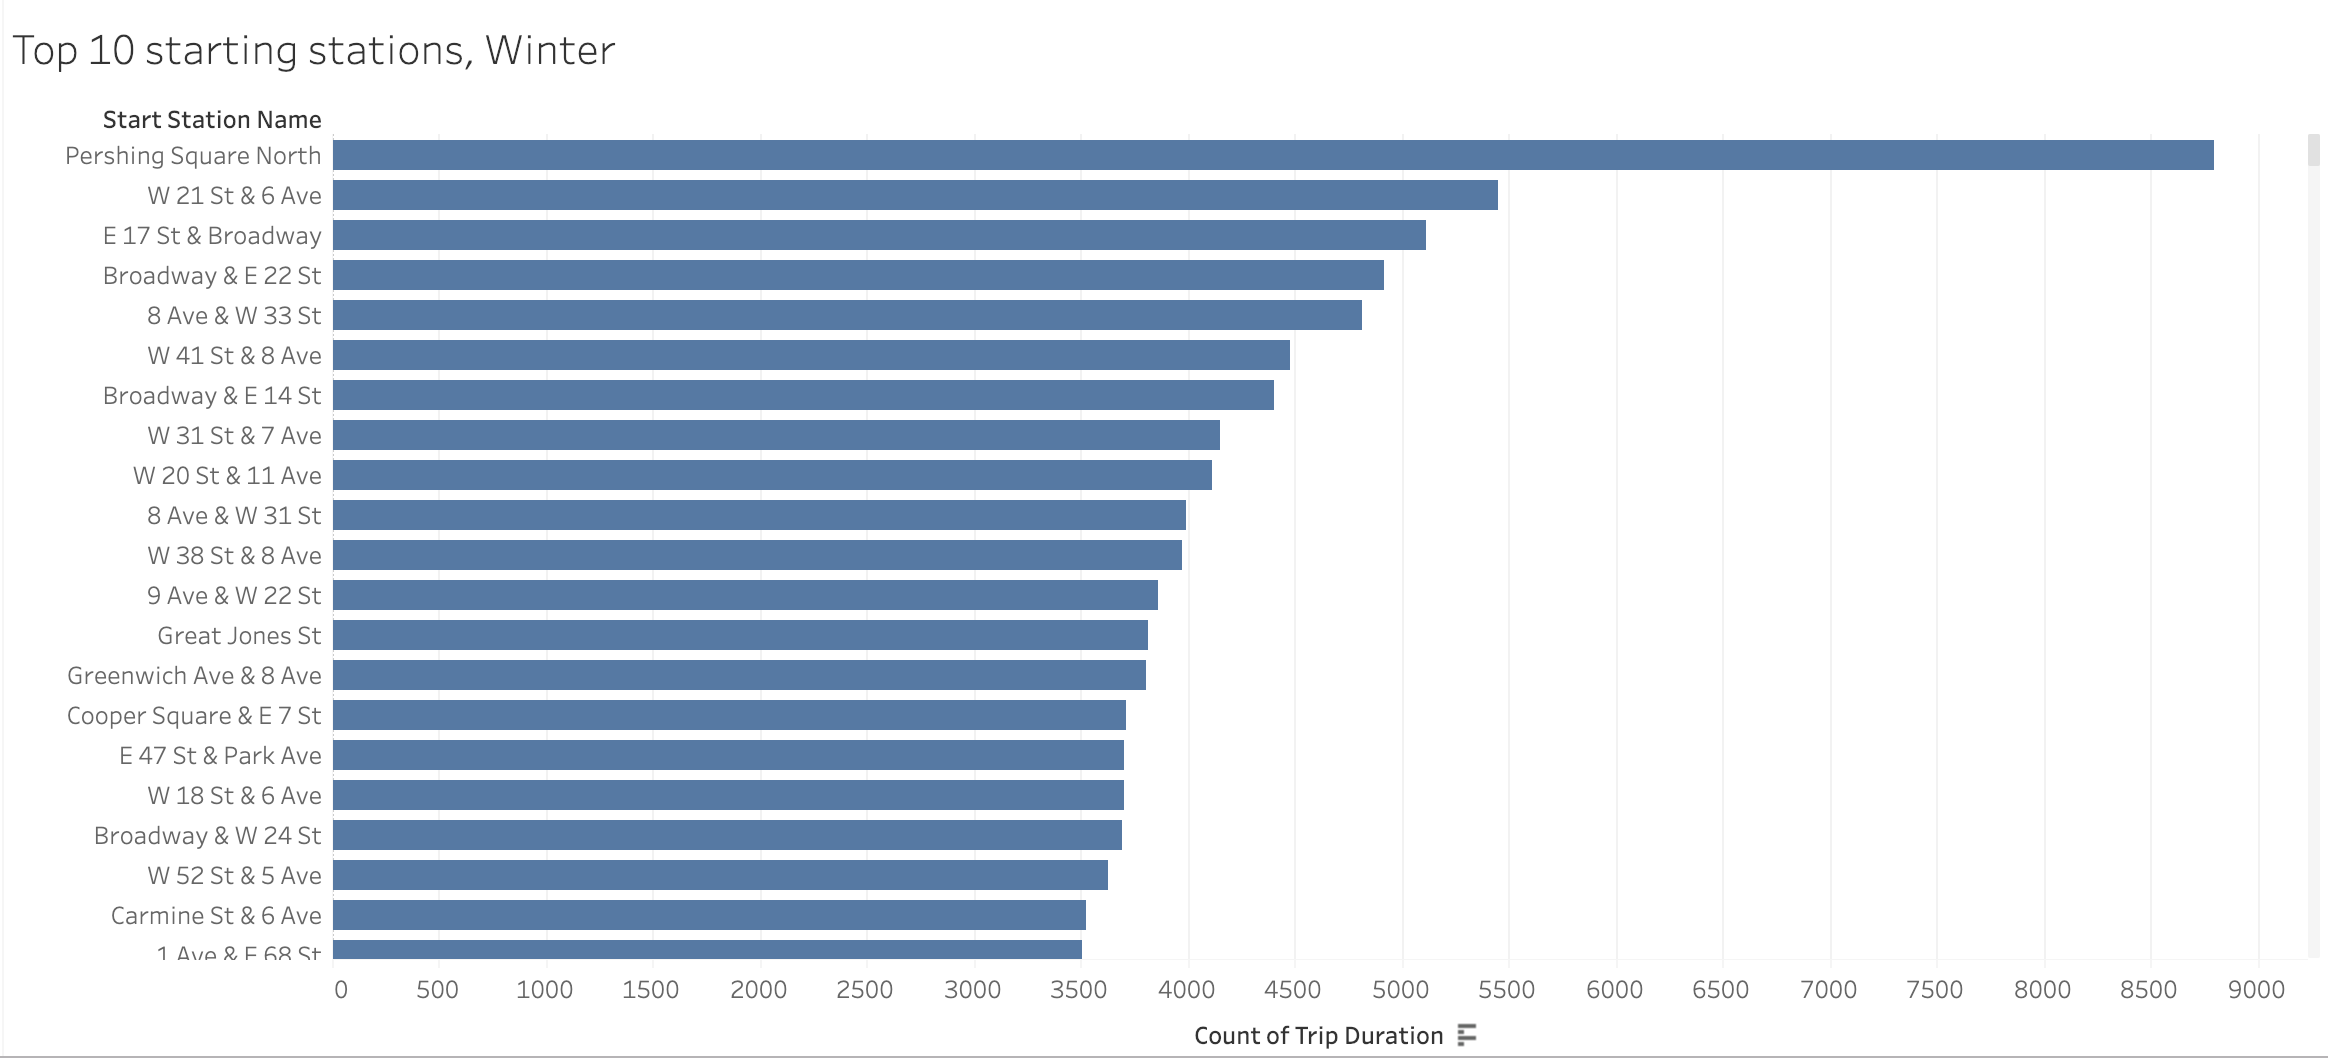 Top 10 starting stations, Winter
Start Station Name
Pershing Square North
W 21 St & 6 Ave
E 17 St & Broadway
Broadway & E 22 St
8 Ave & W 33 St
W 41 St & 8 Ave
Broadway & E 14 St
W 31 St & 7 Ave
W 20 St & 11 Ave
8 Ave & W 31 St
W 38 St & 8 Ave
9 Ave & W 22 St
Great Jones St
Greenwich Ave & 8 Ave
Cooper Square & E 7 St
E 47 St & Park Ave
W 18 St & 6 Ave
Broadway & W 24 St
W 52 St & 5 Ave
Carmine St & 6 Ave
1 Ave & E 68 St
0 500 1000 1500 2000 2500 3000 3500 4000 4500 5000 5500 6000 6500 7000 7500 8000 8500 9000
Count of Trip Duration